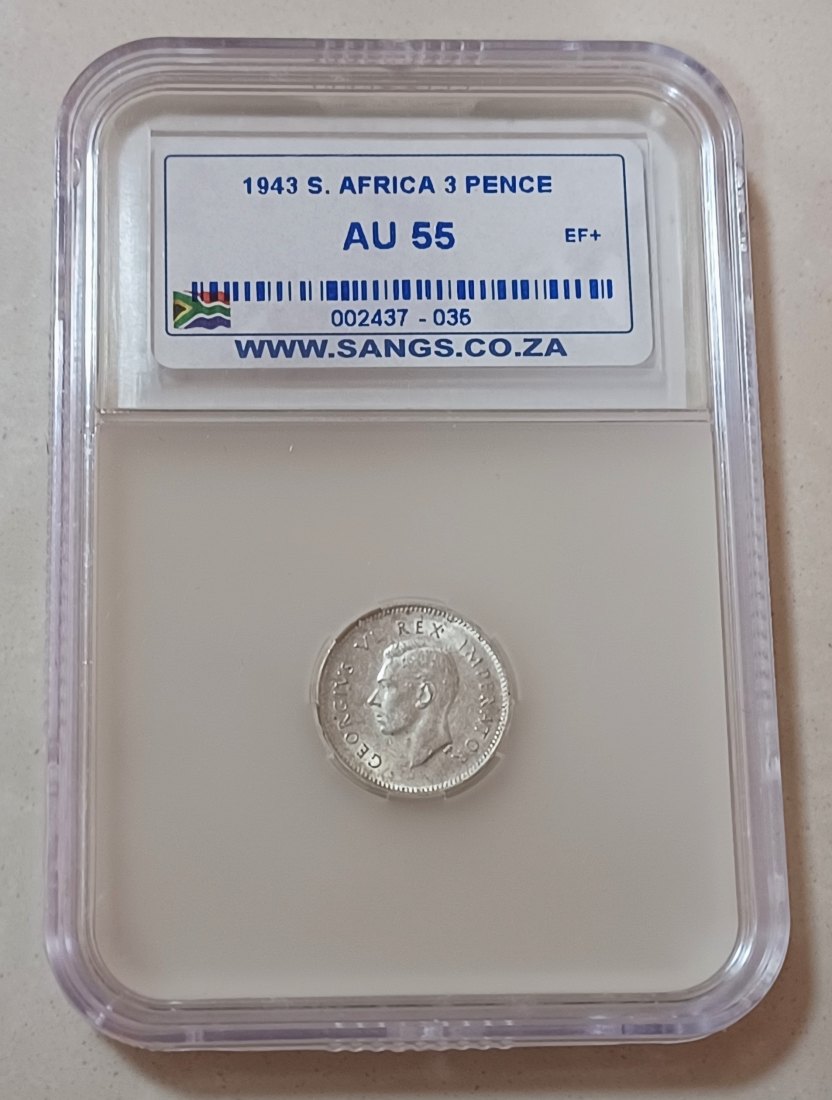 1943 S. AFRICA 3 PENCE
AU 55 EF+
002437 - 035
WWW.SANGS.CO.ZA
GEORGIVS VI REX IMPERATOR